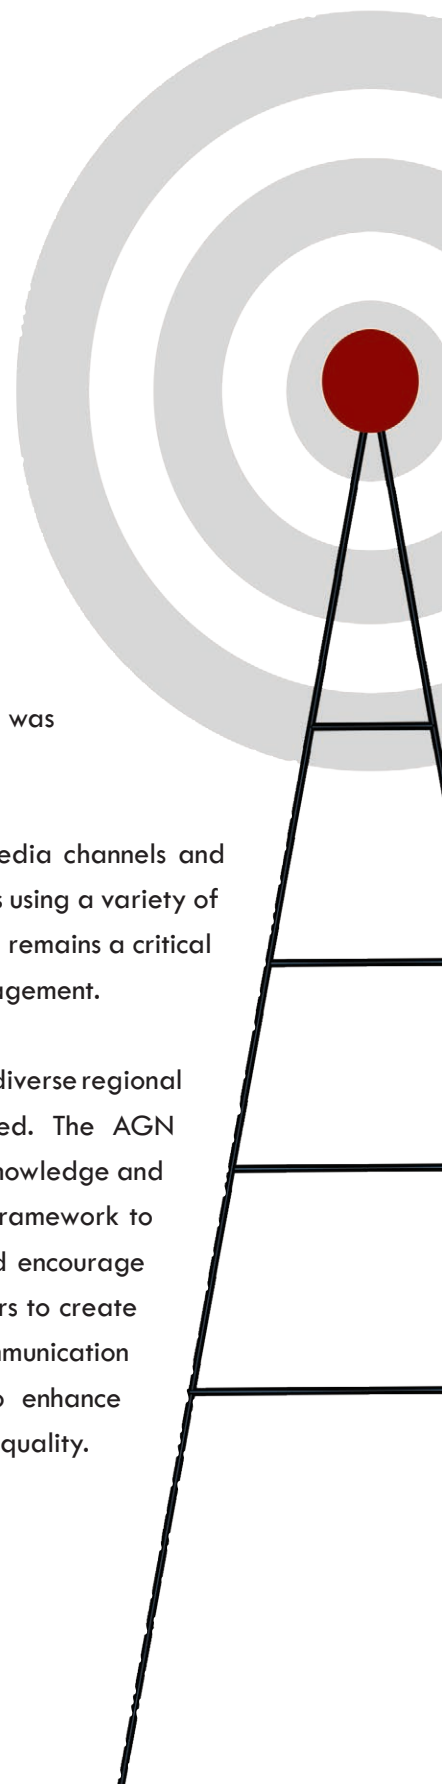 was
edia channels and
s using a variety of
remains a critical
agement.
diverse regional
ed. The AGN
nowledge and
ramework to
d encourage
rs to create
mmunication
o enhance
quality.